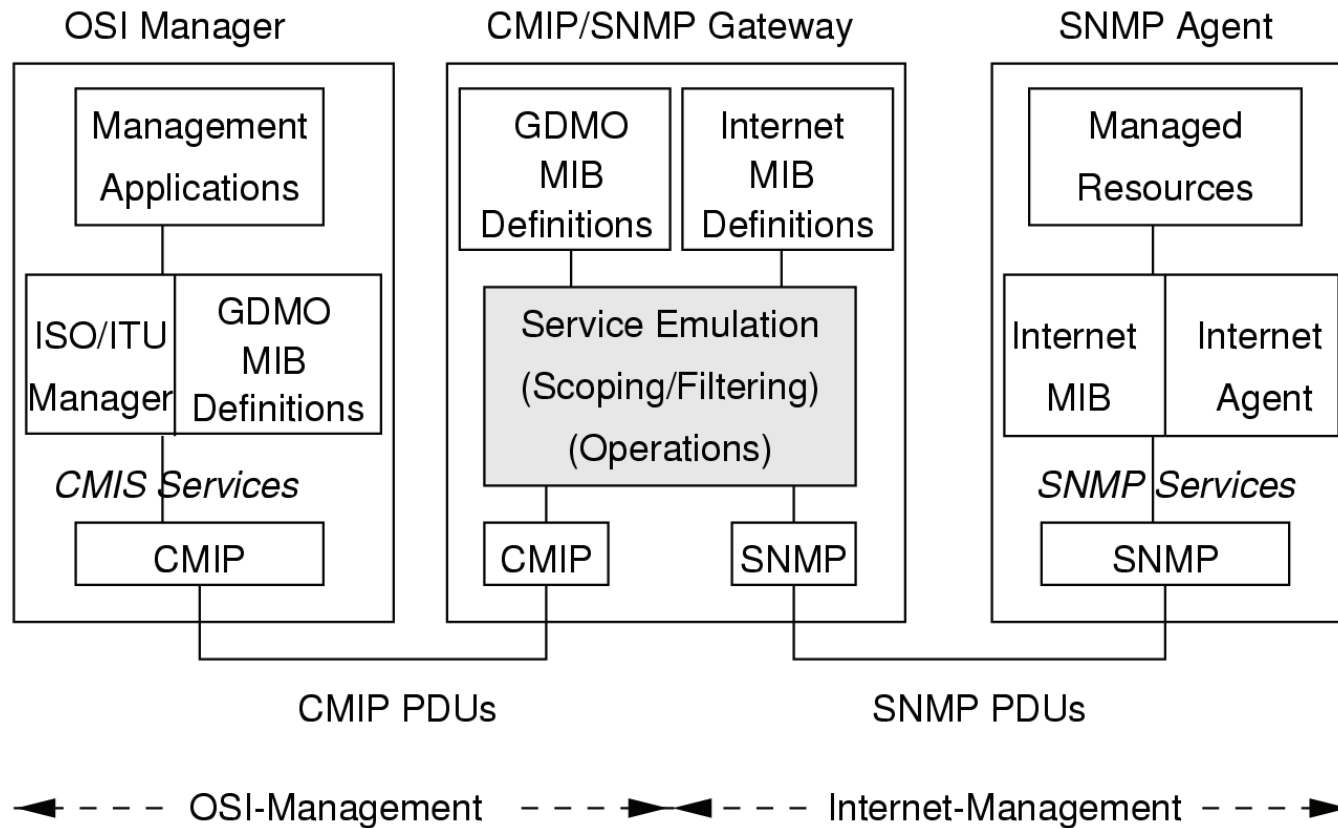 OSI Manager
CMIP/SNMP Gateway
SNMP Agent
Management
Applications
ISO/ITU
Manager
GDMO
MIB
Definitions
CMIS Services
CMIP
GDMO
MIB
Definitions
Internet
MIB
Definitions
Service Emulation
(Scoping/Filtering)
(Operations)
CMIP
SNMP
Managed
Resources
Internet
MIB
Internet
Agent
SNMP Services
SNMP
CMIP PDUs
SNMP PDUs
OSI-Management
Internet-Management